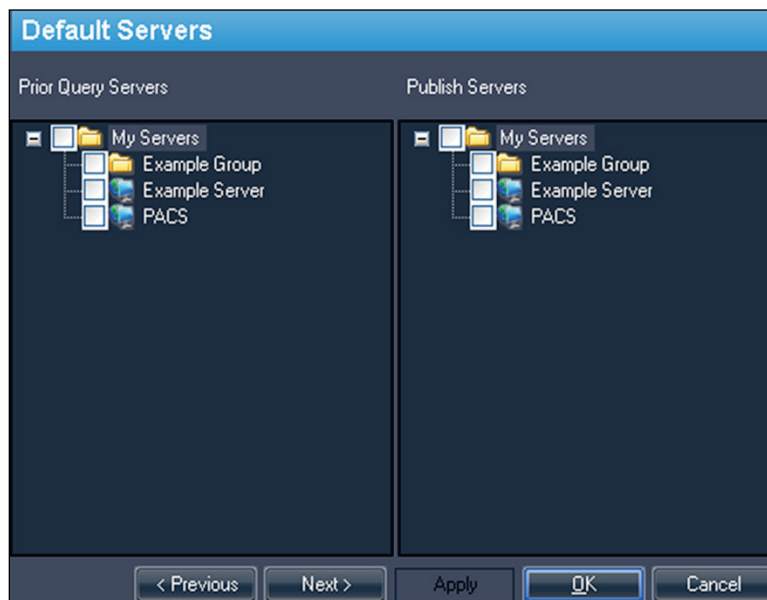 Default Servers
Prior Query Servers
Publish Servers
My Servers
Example Group
Example Server
PACS
My Servers
Example Group
Example Server
PACS
< Previous
Next >
Apply
OK
Cancel